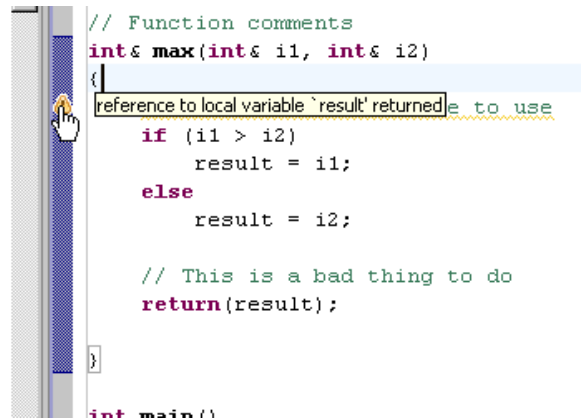 // Function comments
int& max(int& i1, int& i2)
{
reference to local variable `result' returned
to use
    if (i1 > i2)
        result = i1;
    else
        result = i2;
    // This is a bad thing to do
    return(result);
}
int main()